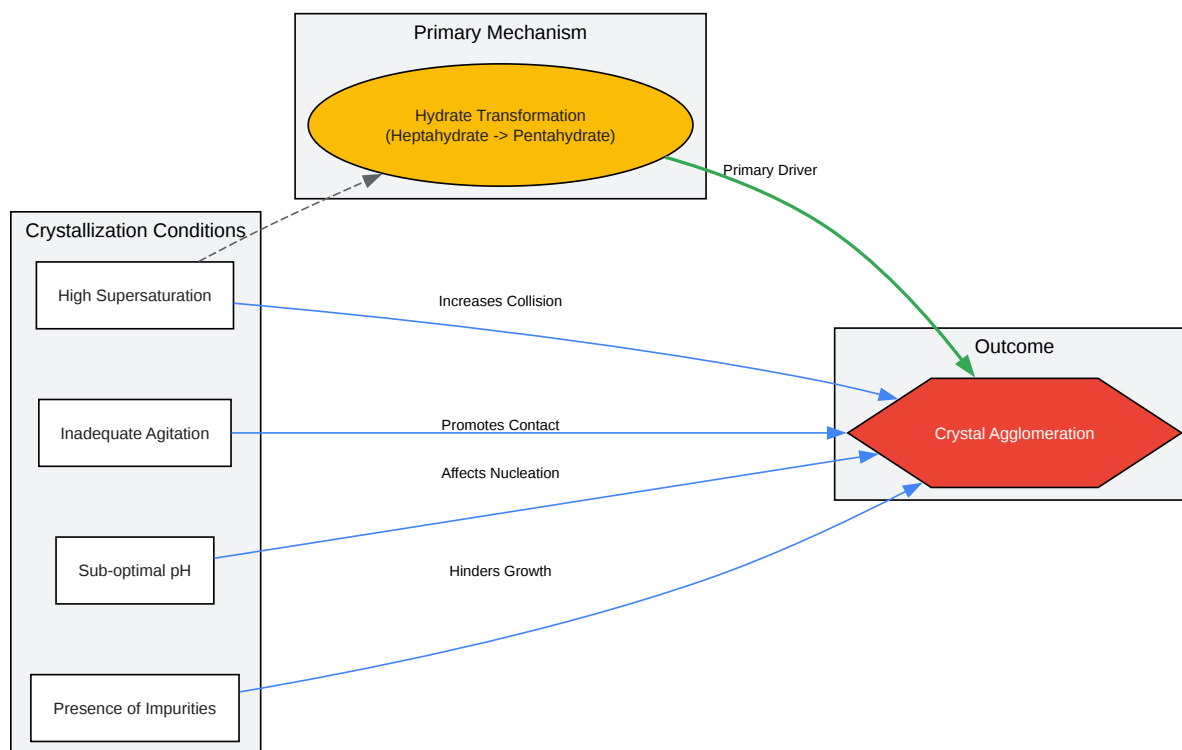 Primary Mechanism
Hydrate Transformation
(Heptahydrate -> Pentahydrate)
Primary Driver
Crystallization Conditions
High Supersaturation
Increases Collision
Outcome
Inadequate Agitation
Promotes Contact
Crystal Agglomeration
Affects Nucleation
Sub-optimal pH
Hinders Growth
Presence of Impurities